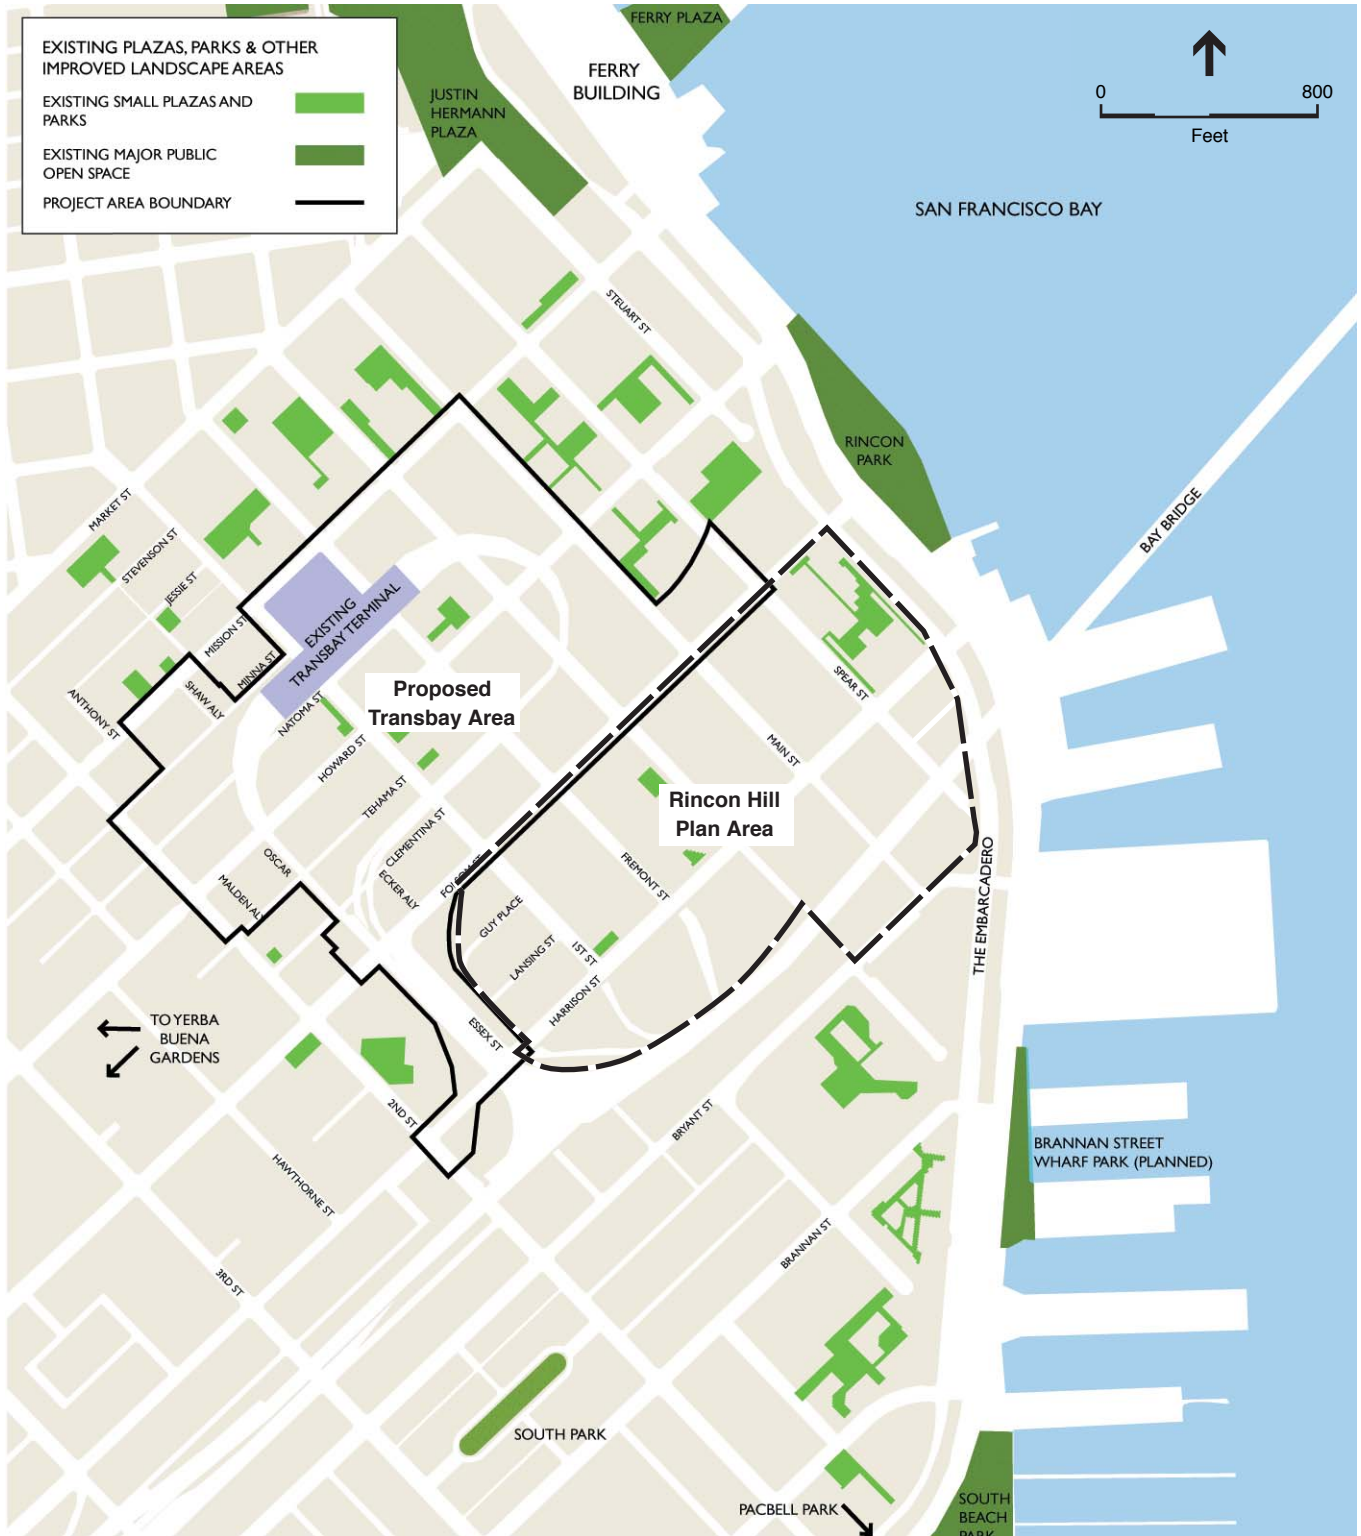 EXISTING PLAZAS, PARKS & OTHER
IMPROVED LANDSCAPE AREAS
EXISTING SMALL PLAZAS AND
PARKS
EXISTING MAJOR PUBLIC
OPEN SPACE
PROJECT AREA BOUNDARY
FERRY PLAZA
FERRY
BUILDING
JUSTIN
HERMANN
PLAZA
0
800
Feet
SAN FRANCISCO BAY
STEUART ST
RINCON
PARK
BAY BRIDGE
MARKET ST
STEVENSON ST
JESSIE ST
MISSION ST
MINNA ST
SHAW ALY
ANTHONY ST
EXISTING
TRANSBAY TERMINAL
NATOMA ST
HOWARD ST
TEHAMA ST
CLEMENTINA ST
ECKER ALY
FOLSOM ST
OSCAR
MALDEN ALY
Proposed
Transbay Area
SPEAR ST
MAIN ST
Rincon Hill
Plan Area
FREMONT ST
GUY PLACE
LANSING ST
1ST ST
HARRISON ST
ESSEX ST
THE EMBARCADERO
TO YERBA
BUENA
GARDENS
2ND ST
HAWTHORNE ST
3RD ST
BRYANT ST
BRANNAN ST
BRANNAN STREET
WHARF PARK (PLANNED)
SOUTH PARK
PACBELL PARK
SOUTH
BEACH
PARK